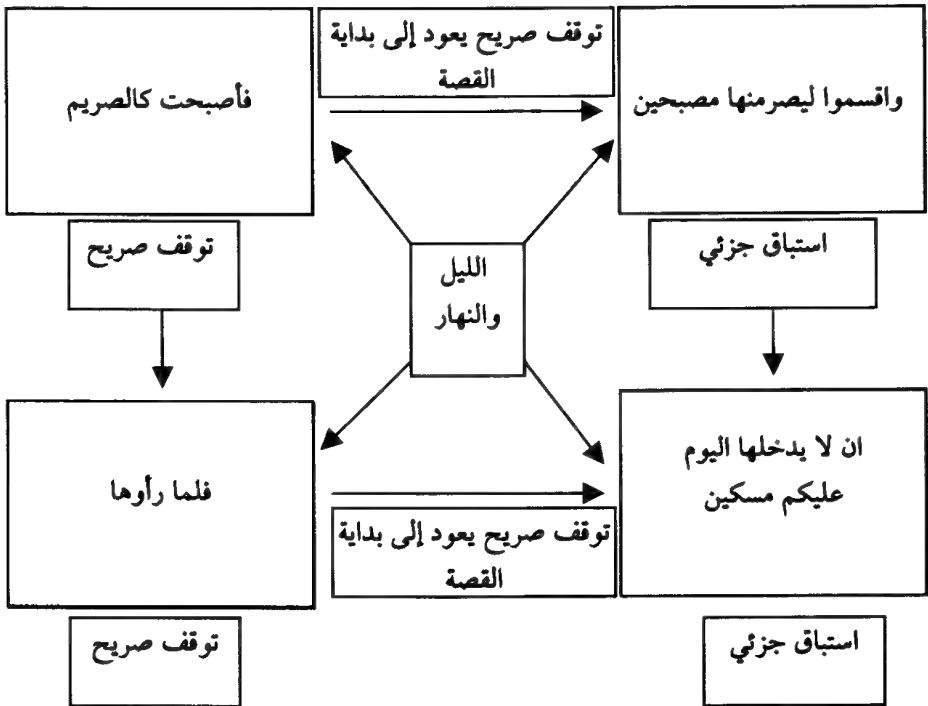 واقسموا ليصرمنها مصبحين
توقف صريح يعود إلى بداية
القصة
فأصبحت كالصريم
استباق جزئي
توقف صريح
الليل
والنهار
ان لا يدخلها اليوم
عليكم مسكين
فلما رأوها
توقف صريح يعود إلى بداية
القصة
استباق جزئي
توقف صريح